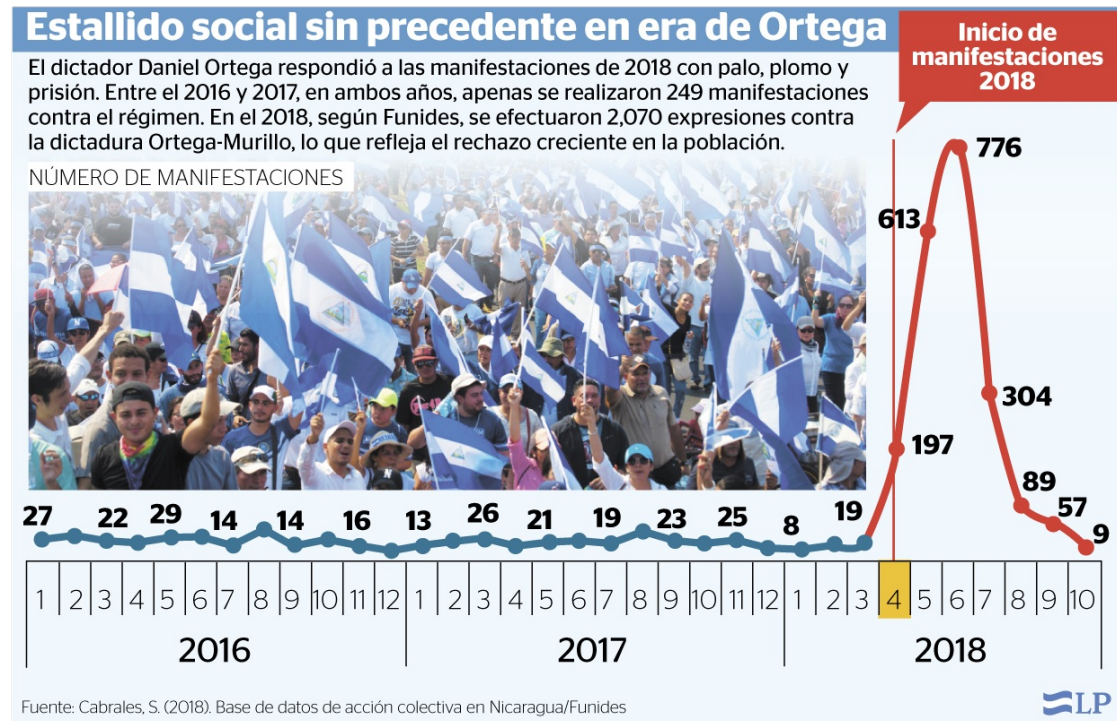 Estallido social sin precedente en era de Ortega
Inicio de
manifestaciones
2018
El dictador Daniel Ortega respondió a las manifestaciones de 2018 con palo, plomo y
prisión. Entre el 2016 y 2017, en ambos años, apenas se realizaron 249 manifestaciones
contra el régimen. En el 2018, según Funides, se efectuaron 2,070 expresiones contra
la dictadura Ortega-Murillo, lo que refleja el rechazo creciente en la población.
NÚMERO DE MANIFESTACIONES
776
613
304
197
89
57
9
27 22 29 14 14 16 13 26 21 19 23 25 8 19
1 2 3 4 5 6 7 8 9 10 11 12 1 2 3 4 5 6 7 8 9 10 11 12 1 2 3 4 5 6 7 8 9 10
2016 2017 2018
Fuente: Cabrales, S. (2018). Base de datos de acción colectiva en Nicaragua/Funides
LP